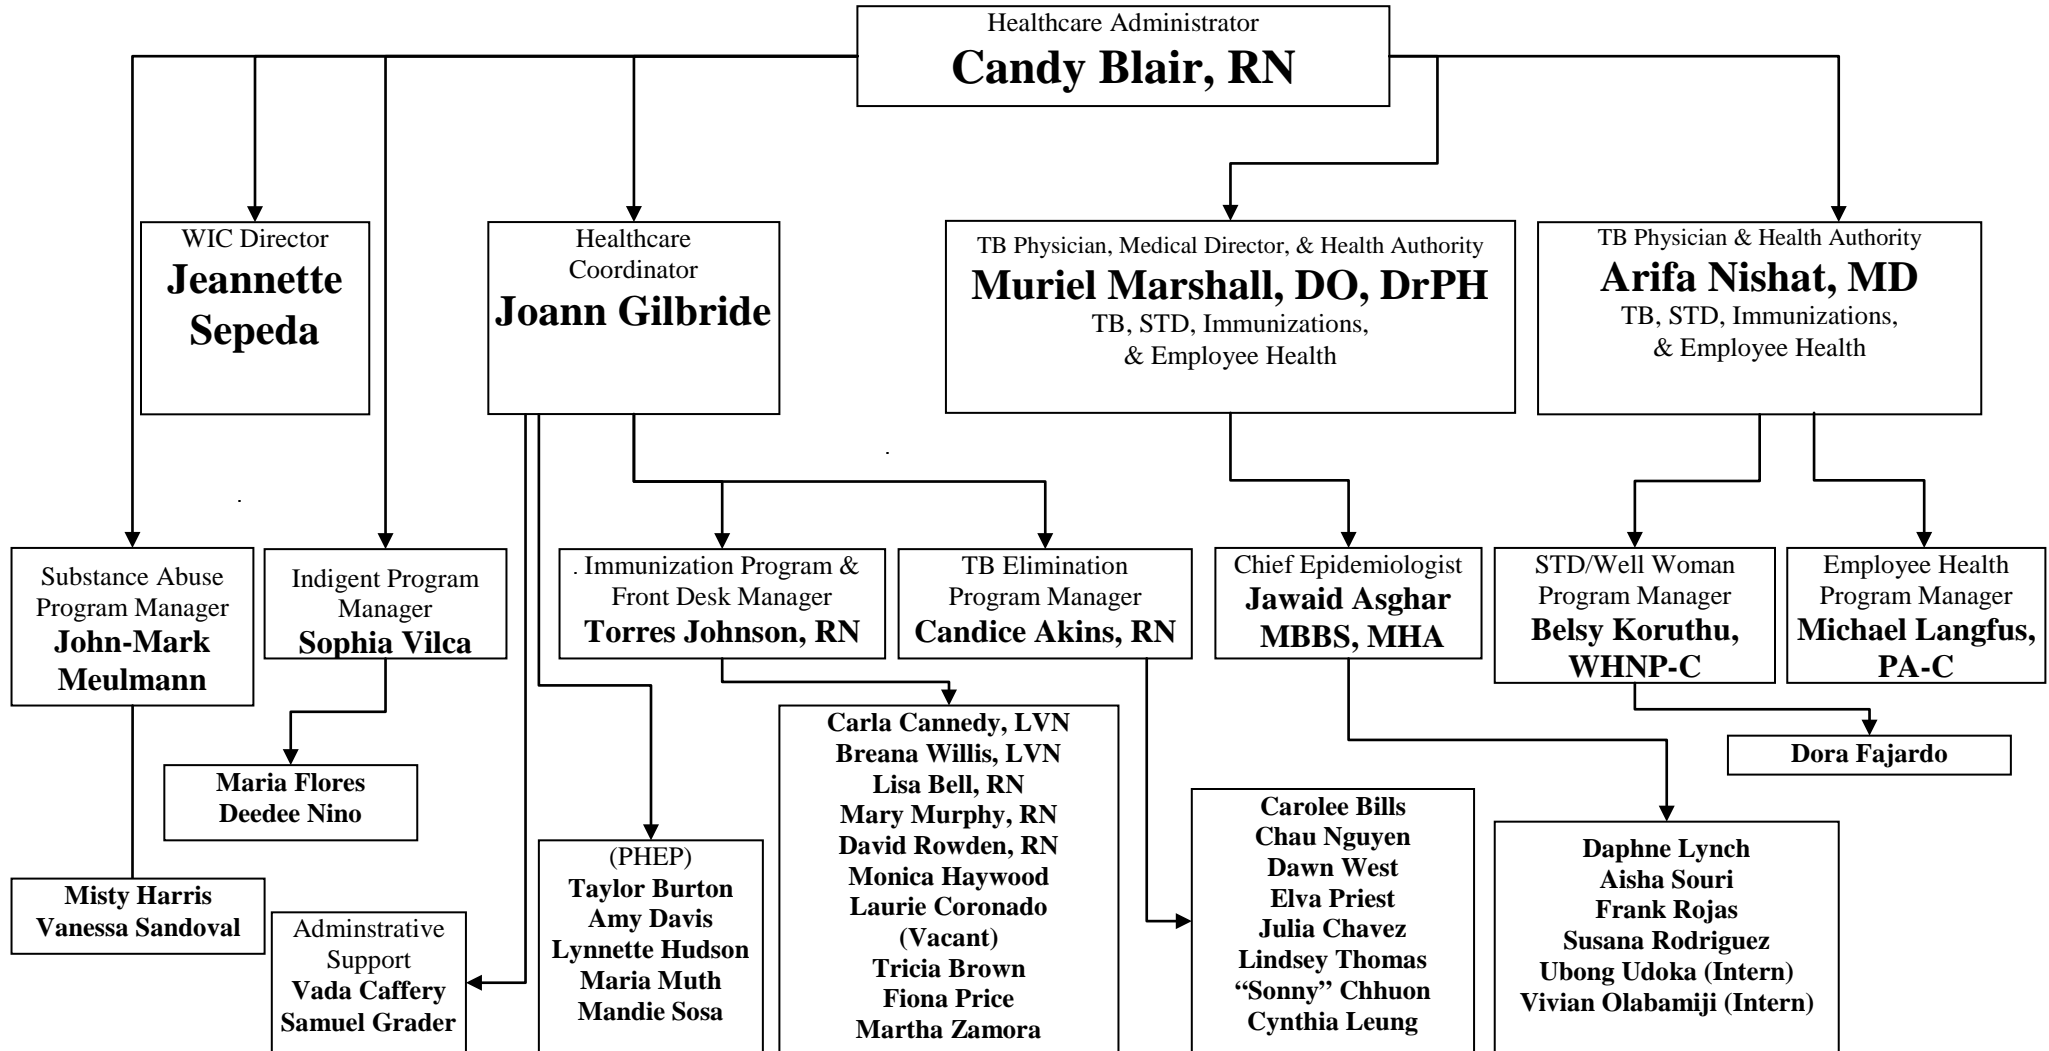 Healthcare Administrator
Candy Blair, RN
WIC Director
Jeannette
Sepeda
Healthcare
Coordinator
Joann Gilbride
TB Physician, Medical Director, & Health Authority
Muriel Marshall, DO, DrPH
TB, STD, Immunizations,
& Employee Health
TB Physician & Health Authority
Arifa Nishat, MD
TB, STD, Immunizations,
& Employee Health
Substance Abuse
Program Manager
John-Mark
Meulmann
Indigent Program
Manager
Sophia Vilca
. Immunization Program &
Front Desk Manager
Torres Johnson, RN
TB Elimination
Program Manager
Candice Akins, RN
Chief Epidemiologist
Jawaid Asghar
MBBS, MHA
STD/Well Woman
Program Manager
Belsy Koruthu,
WHNP-C
Employee Health
Program Manager
Michael Langfus,
PA-C
Misty Harris
Vanessa Sandoval
Maria Flores
Deedee Nino
Adminstrative
Support
Vada Caffery
Samuel Grader
(PHEP)
Taylor Burton
Amy Davis
Lynnette Hudson
Maria Muth
Mandie Sosa
Carla Cannedy, LVN
Breana Willis, LVN
Lisa Bell, RN
Mary Murphy, RN
David Rowden, RN
Monica Haywood
Laurie Coronado
(Vacant)
Tricia Brown
Fiona Price
Martha Zamora
Carolee Bills
Chau Nguyen
Dawn West
Elva Priest
Julia Chavez
Lindsey Thomas
“Sonny” Chhuon
Cynthia Leung
Daphne Lynch
Aisha Souri
Frank Rojas
Susana Rodriguez
Ubong Udoka (Intern)
Vivian Olabamiji (Intern)
Dora Fajardo